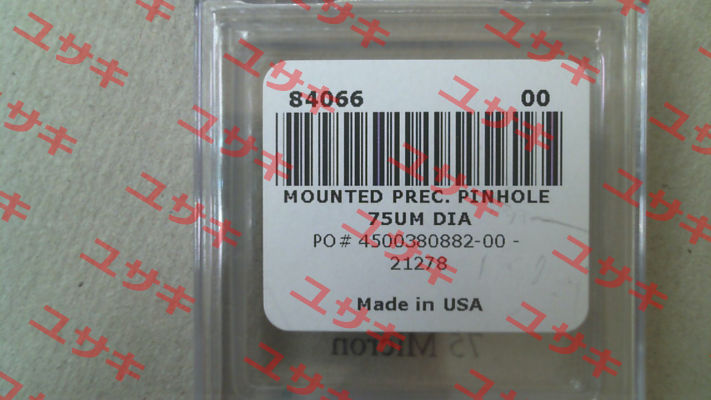 84066 00
MOUNTED PREC. PINHOLE
75UM DIA
PO# 4500380882-00 -
21278
Made in USA
75 Micron
ユサキ